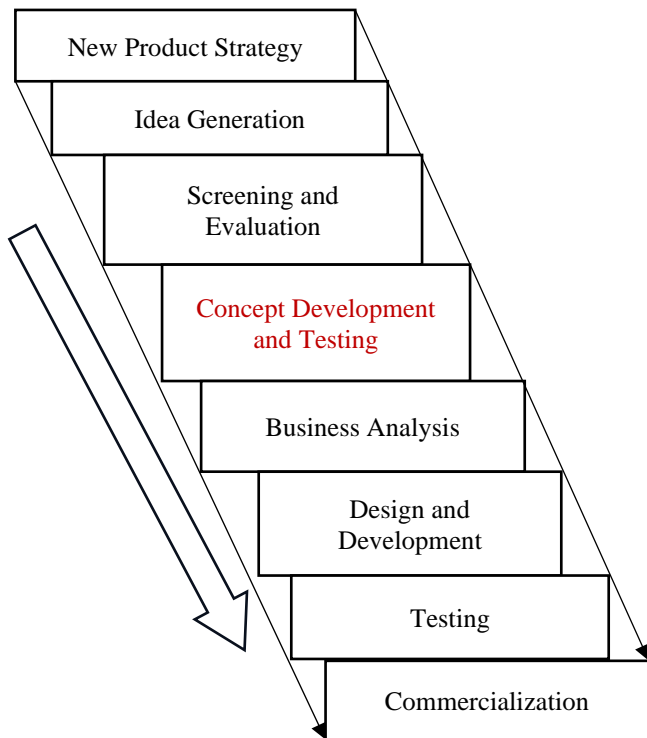 New Product Strategy
Idea Generation
Screening and
Evaluation
Concept Development
and Testing
Business Analysis
Design and
Development
Testing
Commercialization